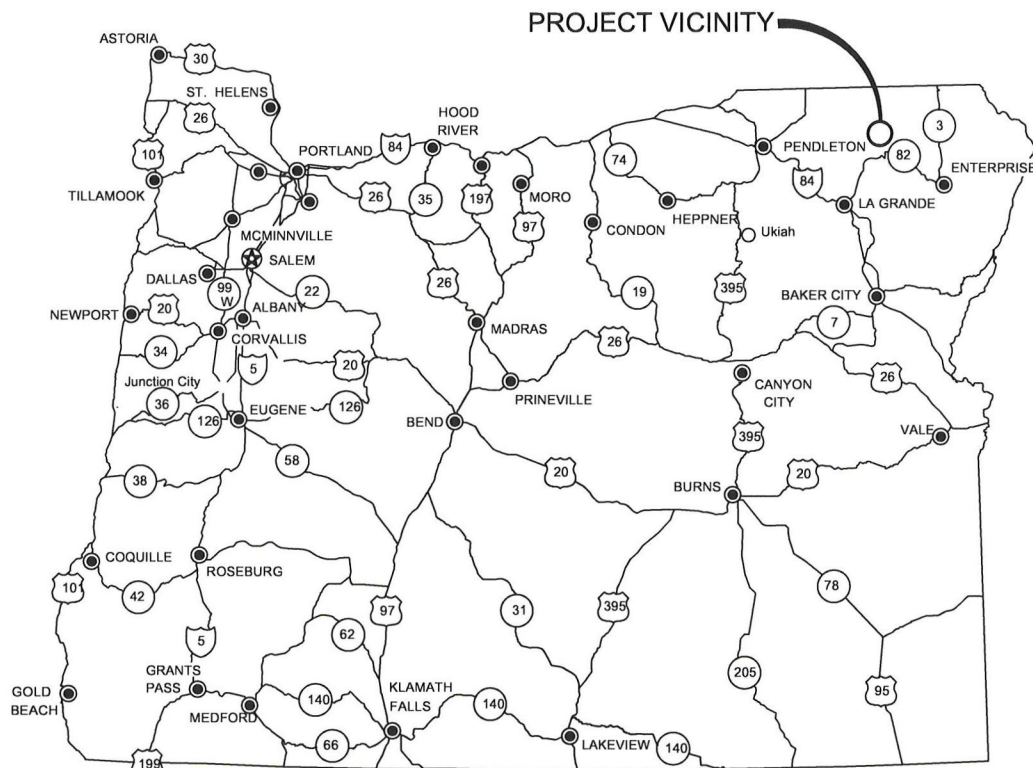 PROJECT VICINITY
ASTORIA
30
ST. HELENS
26
101
TILLAMOOK
PORTLAND
84
HOOD
RIVER
26
35
197
MORO
97
74
HEPPNER
CONDON
PENDLETON
84
82
3
ENTERPRISE
LA GRANDE
Ukiah
MCMINNVILLE
SALEM
DALLAS
99
W
22
NEWPORT
20
ALBANY
CORVALLIS
34
5
20
26
MADRAS
19
395
BAKER CITY
7
26
26
Junction City
36
126
EUGENE
126
PRINEVILLE
CANYON
CITY
BEND
395
VALE
58
20
BURNS
20
38
COQUILLE
ROSEBURG
10
42
97
31
395
78
5
62
GRANTS
PASS
GOLD
BEACH
MEDFORD
140
KLAMATH
FALLS
140
205
95
66
LAKEVIEW
140
199